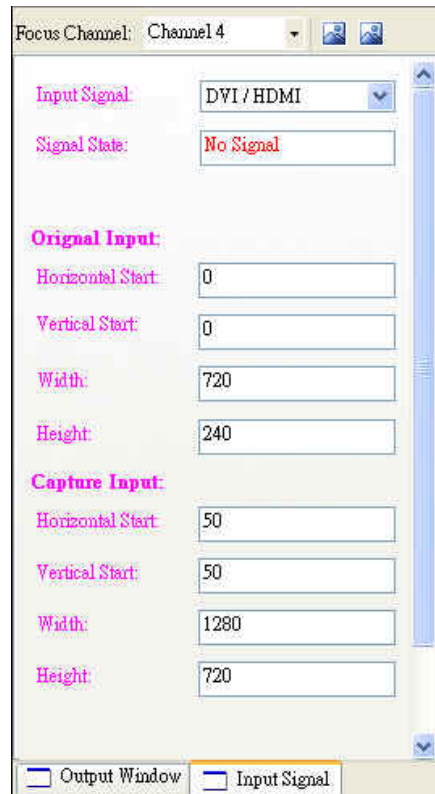 Focus Channel: Channel 4
Input Signal: DVI / HDMI
Signal State: No Signal
Orignal Input:
Horizontal Start: 0
Vertical Start: 0
Width: 720
Height: 240
Capture Input:
Horizontal Start: 50
Vertical Start: 50
Width: 1280
Height: 720
Output Window Input Signal